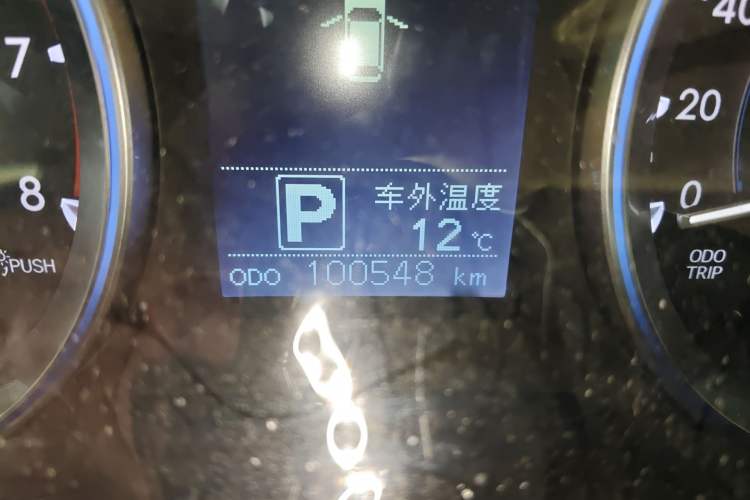 7
8
PUSH
P
车外温度
12℃
ODO 100548 km
40
20
0
ODO
TRIP